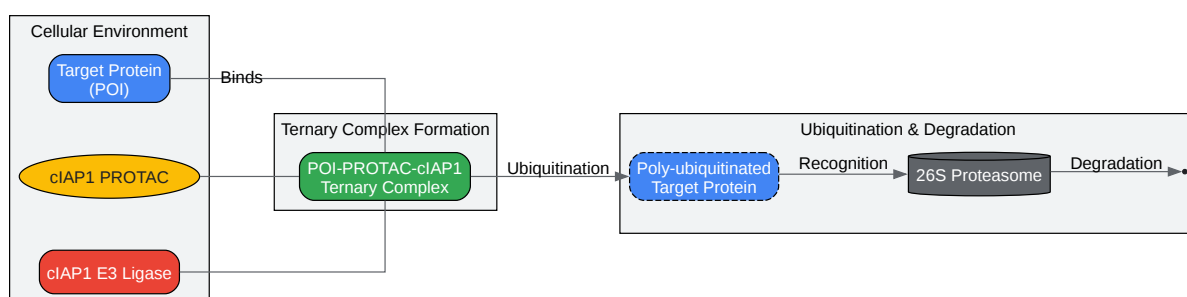 Cellular Environment
Target Protein
(POI)
Binds
cIAP1 PROTAC
cIAP1 E3 Ligase
Ternary Complex Formation
POI-PROTAC-cIAP1
Ternary Complex
Ubiquitination
Ubiquitination & Degradation
Poly-ubiquitinated
Target Protein
Recognition
26S Proteasome
Degradation